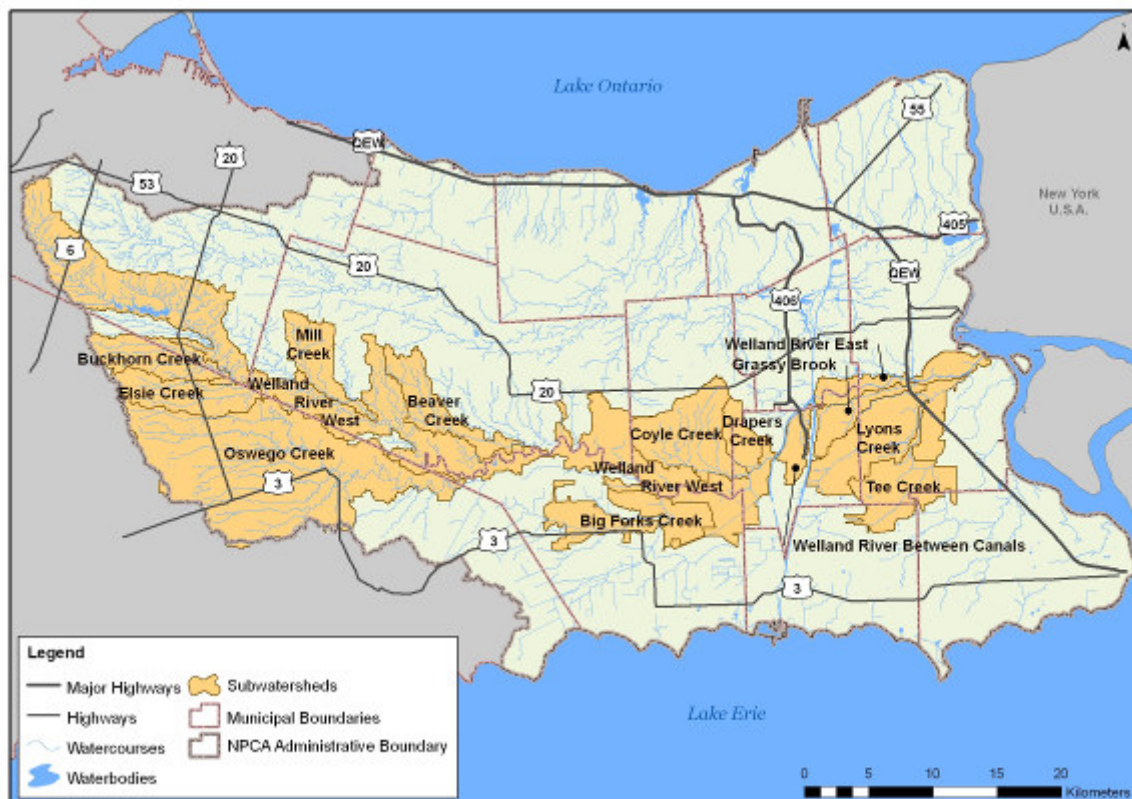 Lake Ontario
55
QEW
20
53
New York
U.S.A.
405
6
20
QEW
406
Mill
Creek
Welland River East
Buckhorn Creek
Grassy Brook
Elsie Creek
Welland
River
West
Beaver
Creek
20
Drapers
Creek
Coyle Creek
Lyons
Creek
Oswego Creek
Welland
River West
3
Tee Creek
Big Forks Creek
3
Welland River Between Canals
3
Legend
Major Highways
Subwatersheds
Highways
Municipal Boundaries
Watercourses
NPCA Administrative Boundary
Waterbodies
Lake Erie
0 5 10 20
Kilometers